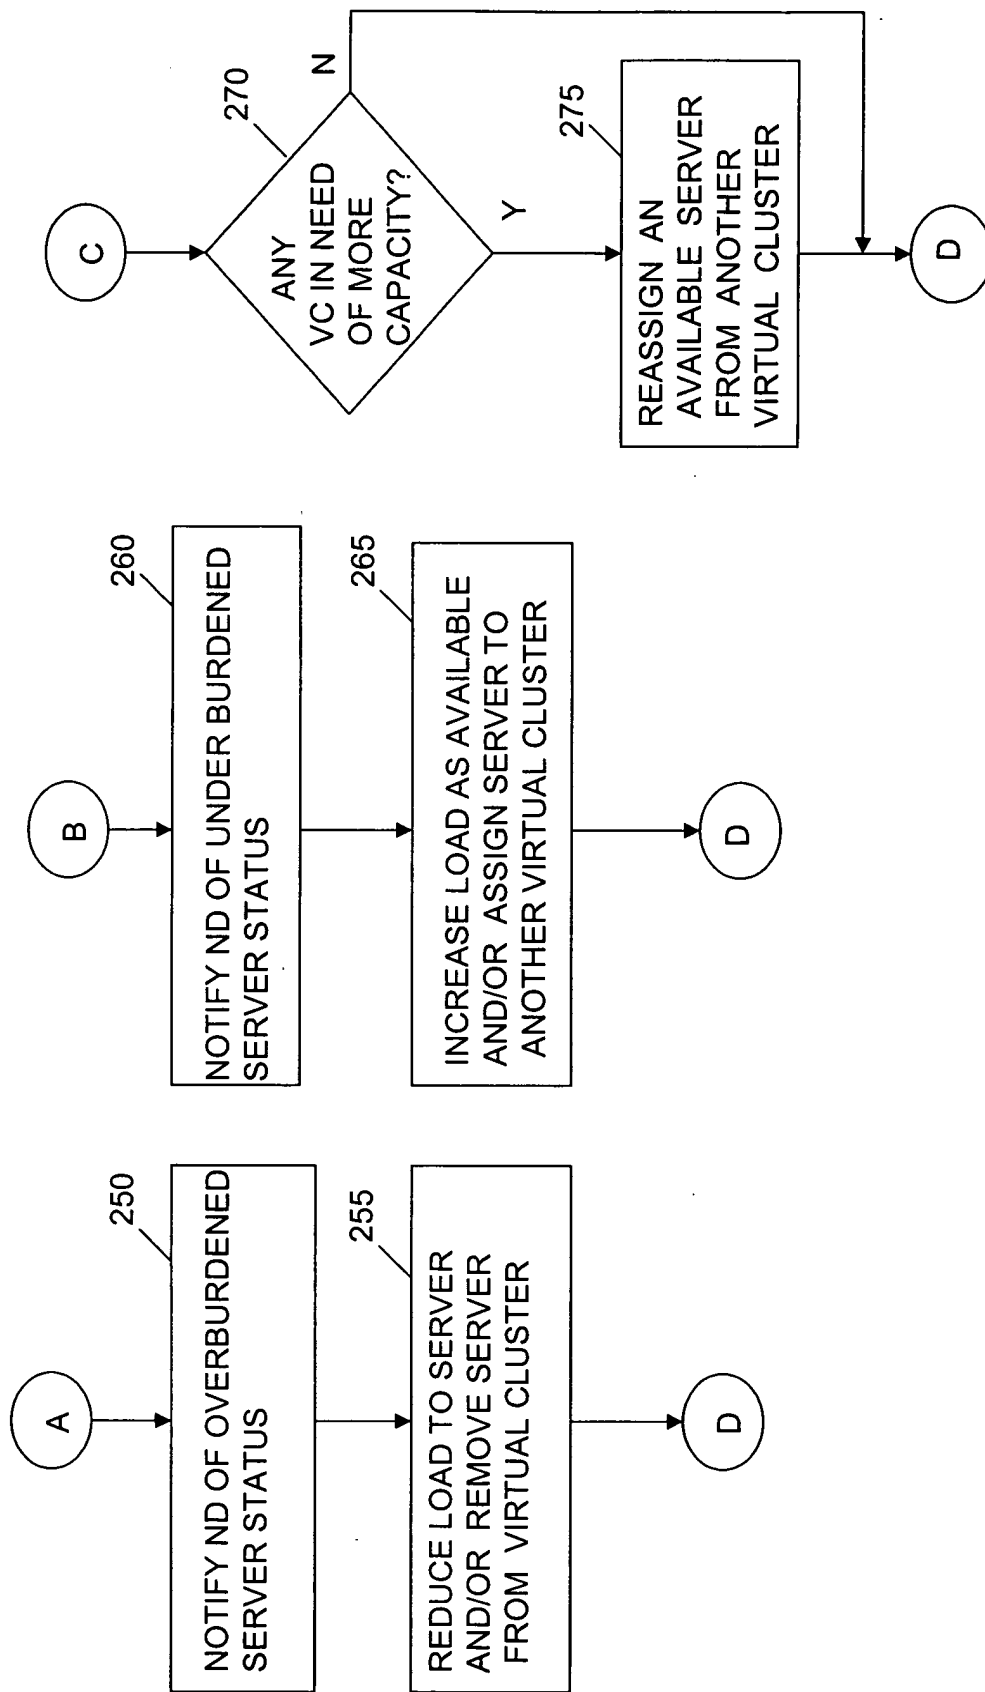 A
250
NOTIFY ND OF OVERBURDENED
SERVER STATUS
255
REDUCE LOAD TO SERVER
AND/OR REMOVE SERVER
FROM VIRTUAL CLUSTER
D
B
260
NOTIFY ND OF UNDER BURDENED
SERVER STATUS
265
INCREASE LOAD AS AVAILABLE
AND/OR ASSIGN SERVER TO
ANOTHER VIRTUAL CLUSTER
D
C
270
ANY
VC IN NEED
OF MORE
CAPACITY?
N
Y
275
REASSIGN AN
AVAILABLE SERVER
FROM ANOTHER
VIRTUAL CLUSTER
D